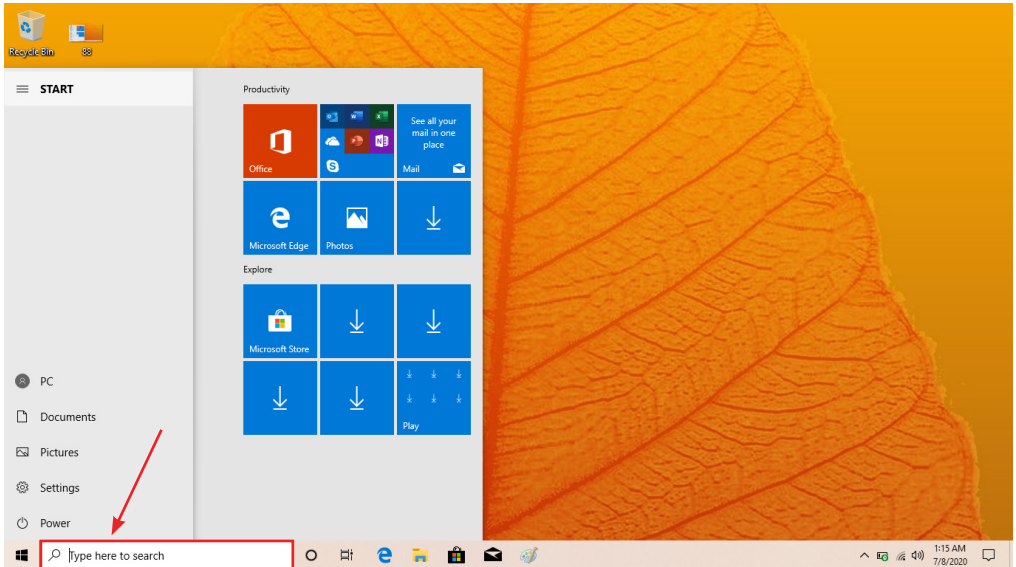 Recycle Bin
88
START
Productivity
Office
See all your
mail in one
place
Mail
Microsoft Edge
Photos
Explore
Microsoft Store
Play
PC
Documents
Pictures
Settings
Power
Type here to search
1:15 AM
7/8/2020